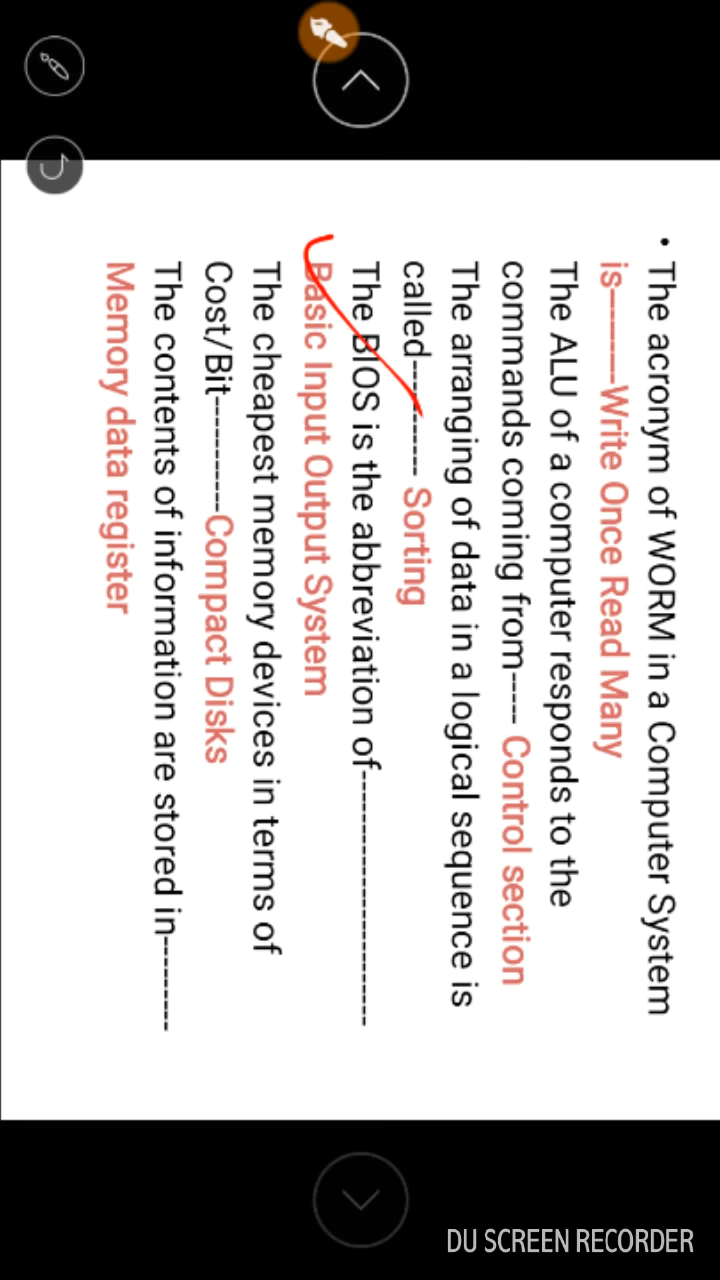 • The acronym of WORM in a Computer System
is--------Write Once Read Many
The ALU of a computer responds to the
commands coming from----- Control section
The arranging of data in a logical sequence is
called------------ Sorting
The BIOS is the abbreviation of--------------------------
Basic Input Output System
The cheapest memory devices in terms of
Cost/Bit------------Compact Disks
The contents of information are stored in---------
Memory data register
DU SCREEN RECORDER